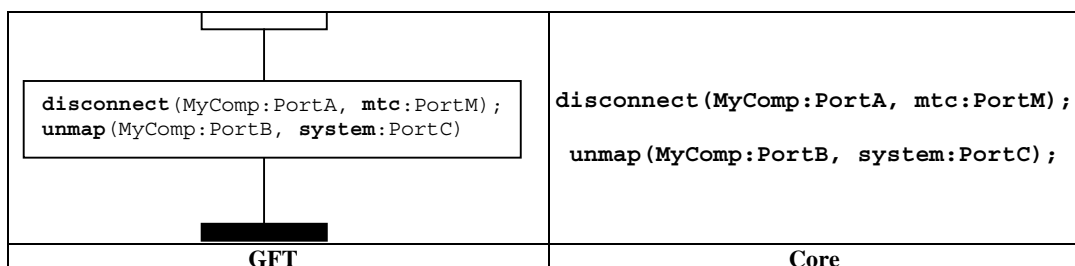 disconnect(MyComp:PortA, mtc:PortM);
unmap(MyComp:PortB, system:PortC)
disconnect(MyComp:PortA, mtc:PortM);
unmap(MyComp:PortB, system:PortC);
GFT
Core